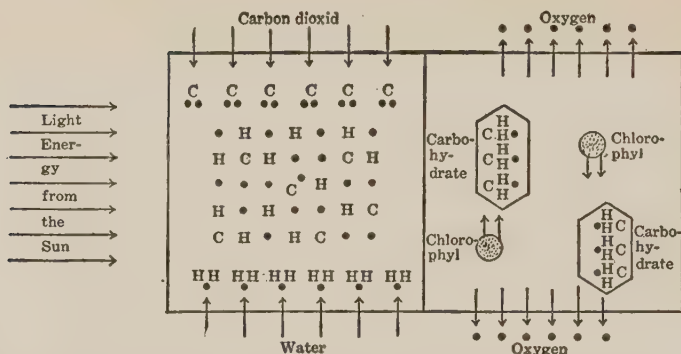 Carbon dioxid
Oxygen
C C C C C C
Light
Ener-
gy
from
the
Sun
H H H
H C H C H
C H
H H H C
C H C
HH HH HH HH HH HH
Water
Carbo-
hy-
drate
H
C H
H
C H
H
C H
Chloro-
phyl
Chloro-
phyl
H
H C
H
H C
H
H C
H
Carbo-
hy-
drate
Oxygen